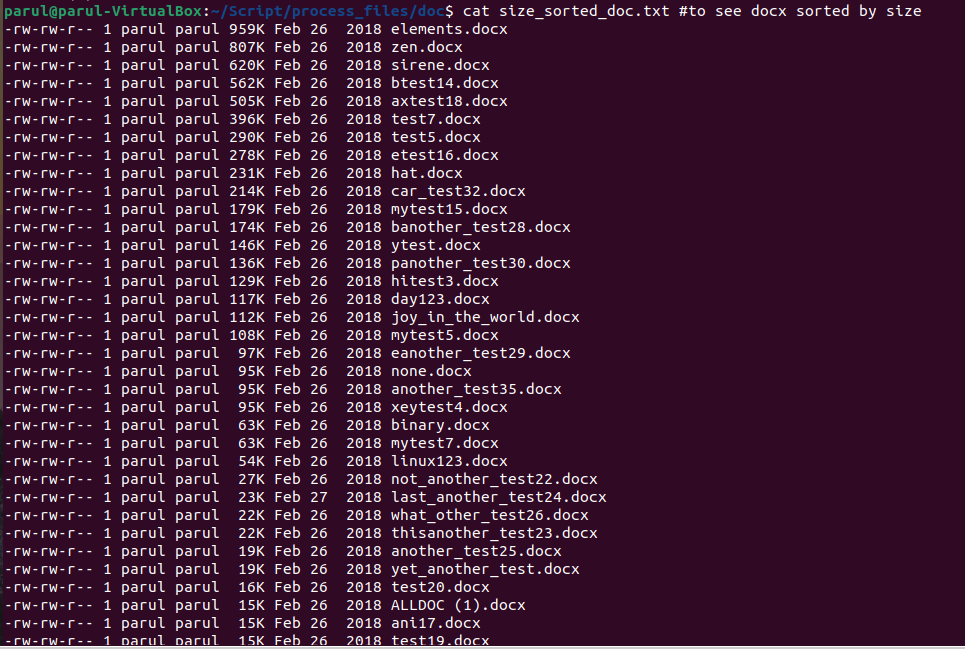 parul@parul-VirtualBox:~/Script/process_files/doc$ cat size_sorted_doc.txt #to see docx sorted by size
-rw-rw-r-- 1 parul parul 959K Feb 26  2018 elements.docx
-rw-rw-r-- 1 parul parul 807K Feb 26  2018 zen.docx
-rw-rw-r-- 1 parul parul 620K Feb 26  2018 sirene.docx
-rw-rw-r-- 1 parul parul 562K Feb 26  2018 btest14.docx
-rw-rw-r-- 1 parul parul 505K Feb 26  2018 axtest18.docx
-rw-rw-r-- 1 parul parul 396K Feb 26  2018 test7.docx
-rw-rw-r-- 1 parul parul 290K Feb 26  2018 test5.docx
-rw-rw-r-- 1 parul parul 278K Feb 26  2018 etest16.docx
-rw-rw-r-- 1 parul parul 231K Feb 26  2018 hat.docx
-rw-rw-r-- 1 parul parul 214K Feb 26  2018 car_test32.docx
-rw-rw-r-- 1 parul parul 179K Feb 26  2018 mytest15.docx
-rw-rw-r-- 1 parul parul 174K Feb 26  2018 banother_test28.docx
-rw-rw-r-- 1 parul parul 146K Feb 26  2018 ytest.docx
-rw-rw-r-- 1 parul parul 136K Feb 26  2018 panother_test30.docx
-rw-rw-r-- 1 parul parul 129K Feb 26  2018 hitest3.docx
-rw-rw-r-- 1 parul parul 117K Feb 26  2018 day123.docx
-rw-rw-r-- 1 parul parul 112K Feb 26  2018 joy_in_the_world.docx
-rw-rw-r-- 1 parul parul 108K Feb 26  2018 mytest5.docx
-rw-rw-r-- 1 parul parul  97K Feb 26  2018 eanother_test29.docx
-rw-rw-r-- 1 parul parul  95K Feb 26  2018 none.docx
-rw-rw-r-- 1 parul parul  95K Feb 26  2018 another_test35.docx
-rw-rw-r-- 1 parul parul  95K Feb 26  2018 xeytest4.docx
-rw-rw-r-- 1 parul parul  63K Feb 26  2018 binary.docx
-rw-rw-r-- 1 parul parul  63K Feb 26  2018 mytest7.docx
-rw-rw-r-- 1 parul parul  54K Feb 26  2018 linux123.docx
-rw-rw-r-- 1 parul parul  27K Feb 26  2018 not_another_test22.docx
-rw-rw-r-- 1 parul parul  23K Feb 27  2018 last_another_test24.docx
-rw-rw-r-- 1 parul parul  22K Feb 26  2018 what_other_test26.docx
-rw-rw-r-- 1 parul parul  22K Feb 26  2018 thisanother_test23.docx
-rw-rw-r-- 1 parul parul  19K Feb 26  2018 another_test25.docx
-rw-rw-r-- 1 parul parul  19K Feb 26  2018 yet_another_test.docx
-rw-rw-r-- 1 parul parul  16K Feb 26  2018 test20.docx
-rw-rw-r-- 1 parul parul  15K Feb 26  2018 ALLDOC (1).docx
-rw-rw-r-- 1 parul parul  15K Feb 26  2018 ani17.docx
-rw-rw-r-- 1 parul parul  15K Feb 26  2018 test19.docx